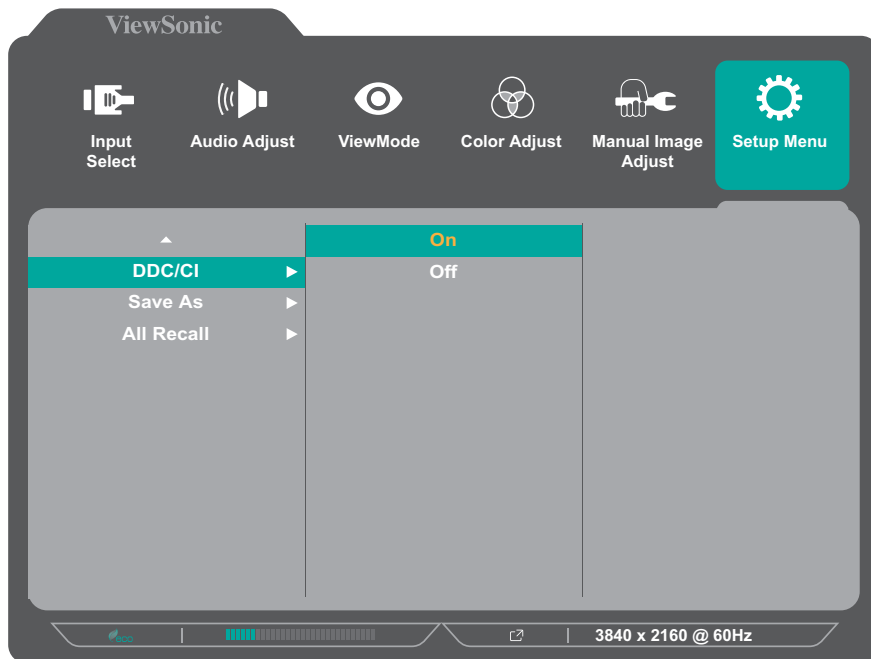 ViewSonic
Input Select
Audio Adjust
ViewMode
Color Adjust
Manual Image Adjust
Setup Menu
On
DDC/CI
Off
Save As
All Recall
eco
3840 x 2160 @ 60Hz